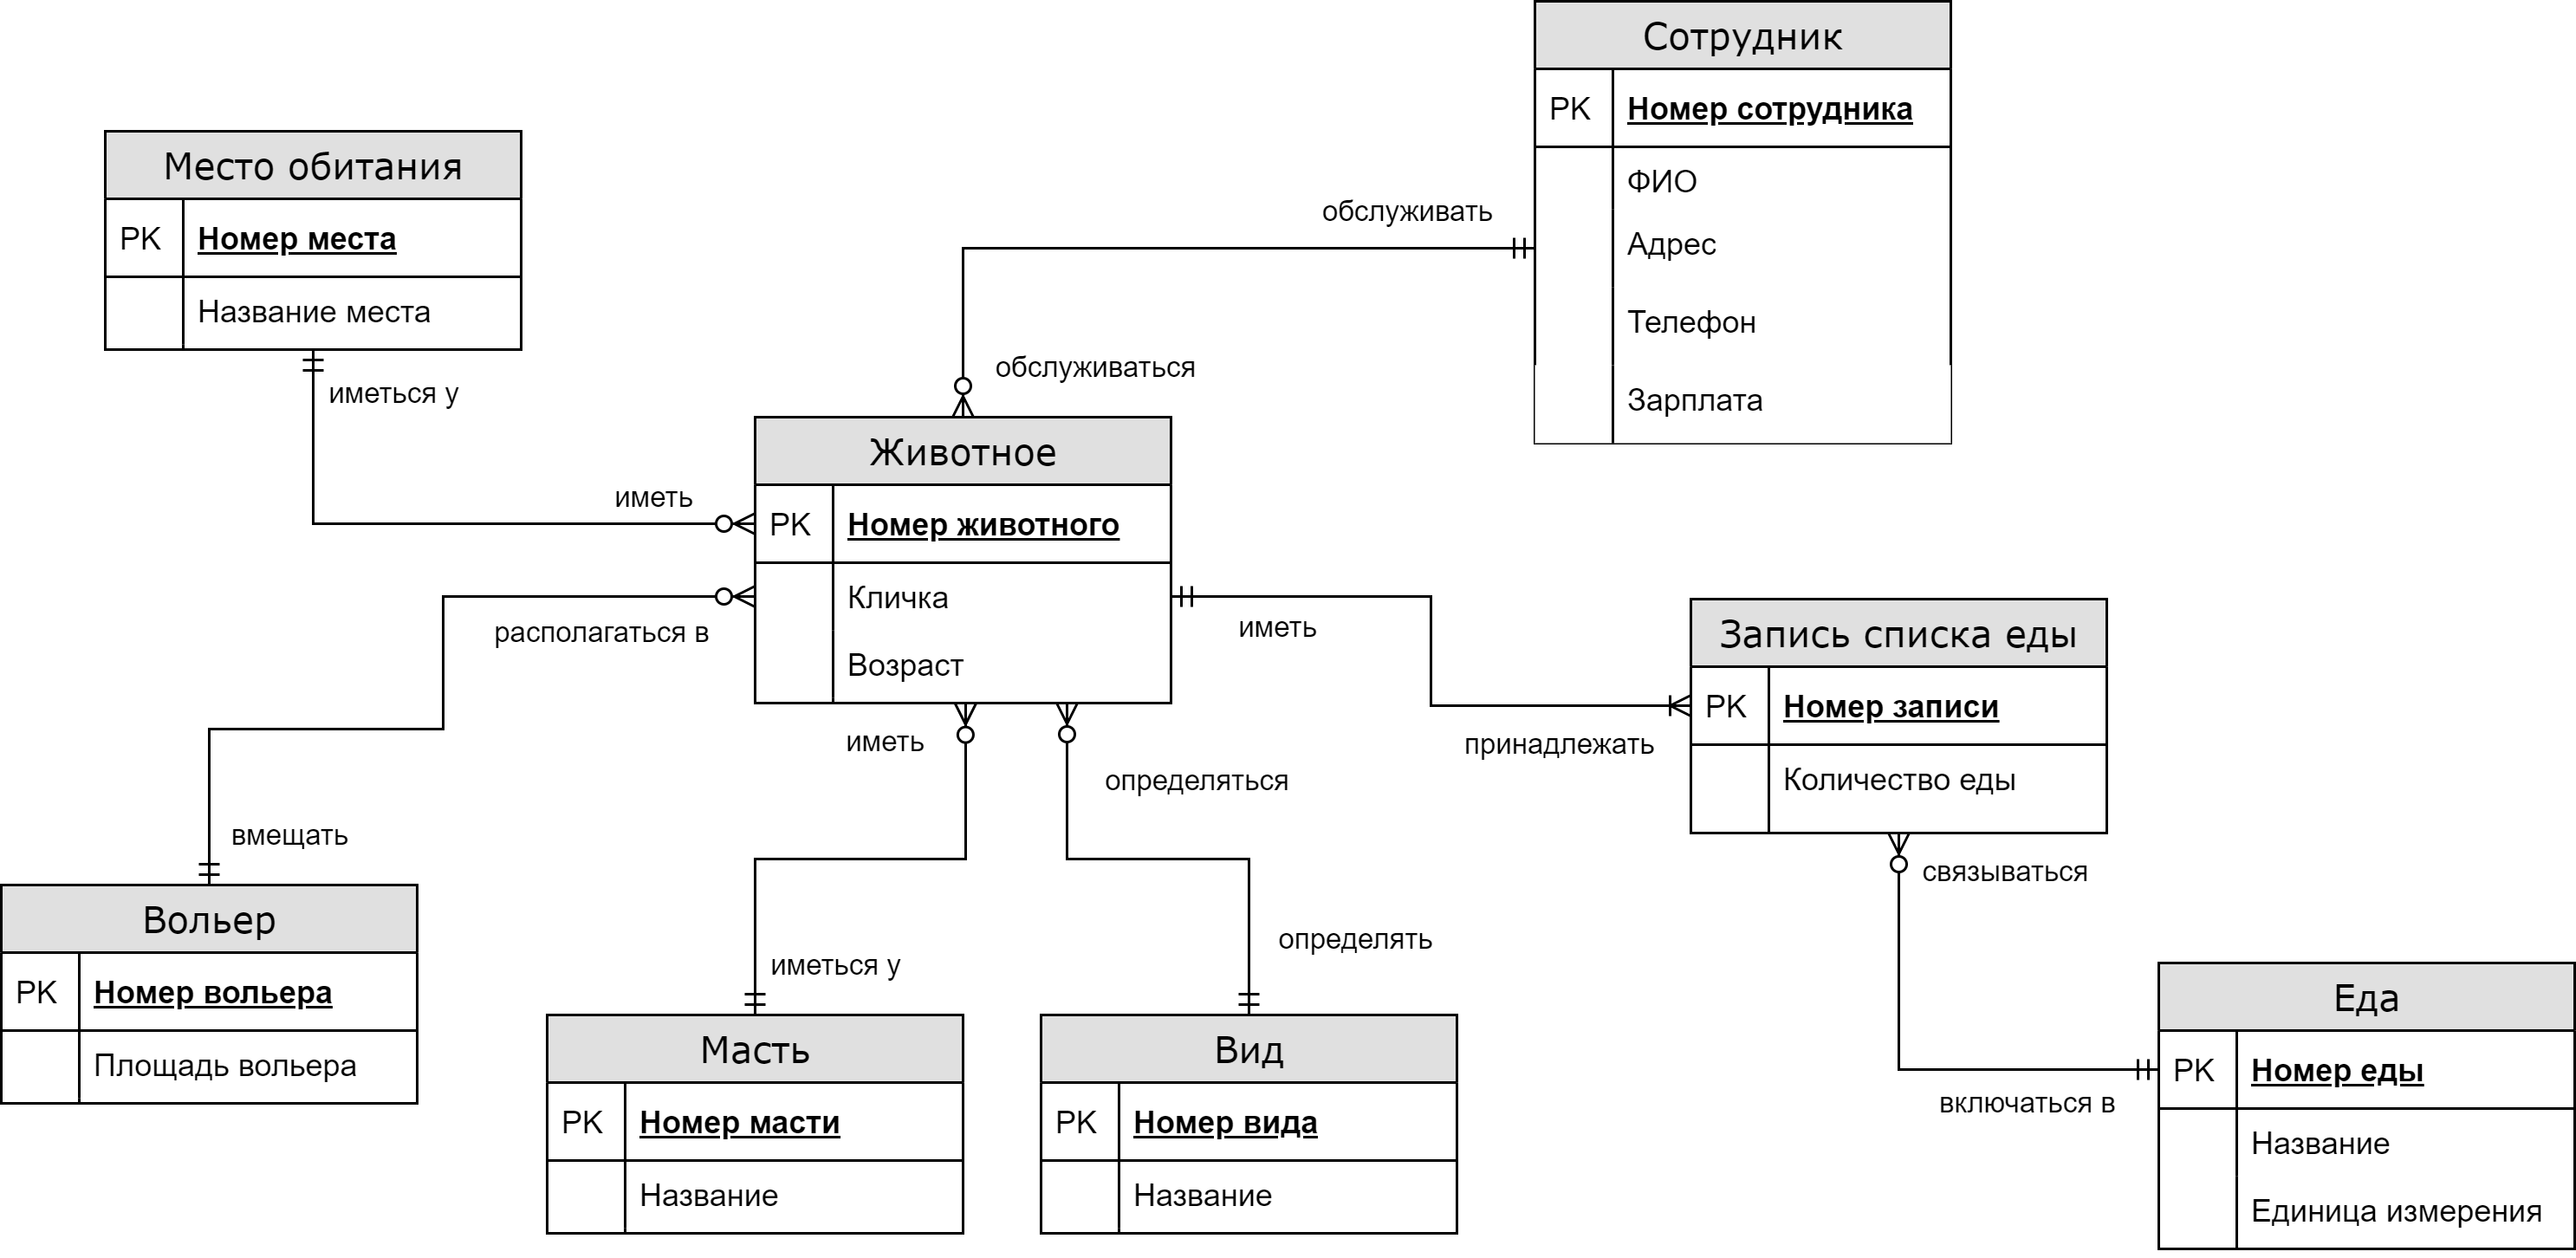 Сотрудник
PK Номер сотрудника
ФИО
Адрес
Телефон
Зарплата
обслуживать
Место обитания
PK Номер места
Название места
иметься у
обслуживаться
иметь
Животное
PK Номер животного
Кличка
Возраст
располагаться в
иметь
принадлежать
Запись списка еды
PK Номер записи
Количество еды
иметь
определяться
вмещать
связываться
Вольер
PK Номер вольера
Площадь вольера
иметься у
определять
Масть
PK Номер масти
Название
Вид
PK Номер вида
Название
включаться в
Еда
PK Номер еды
Название
Единица измерения